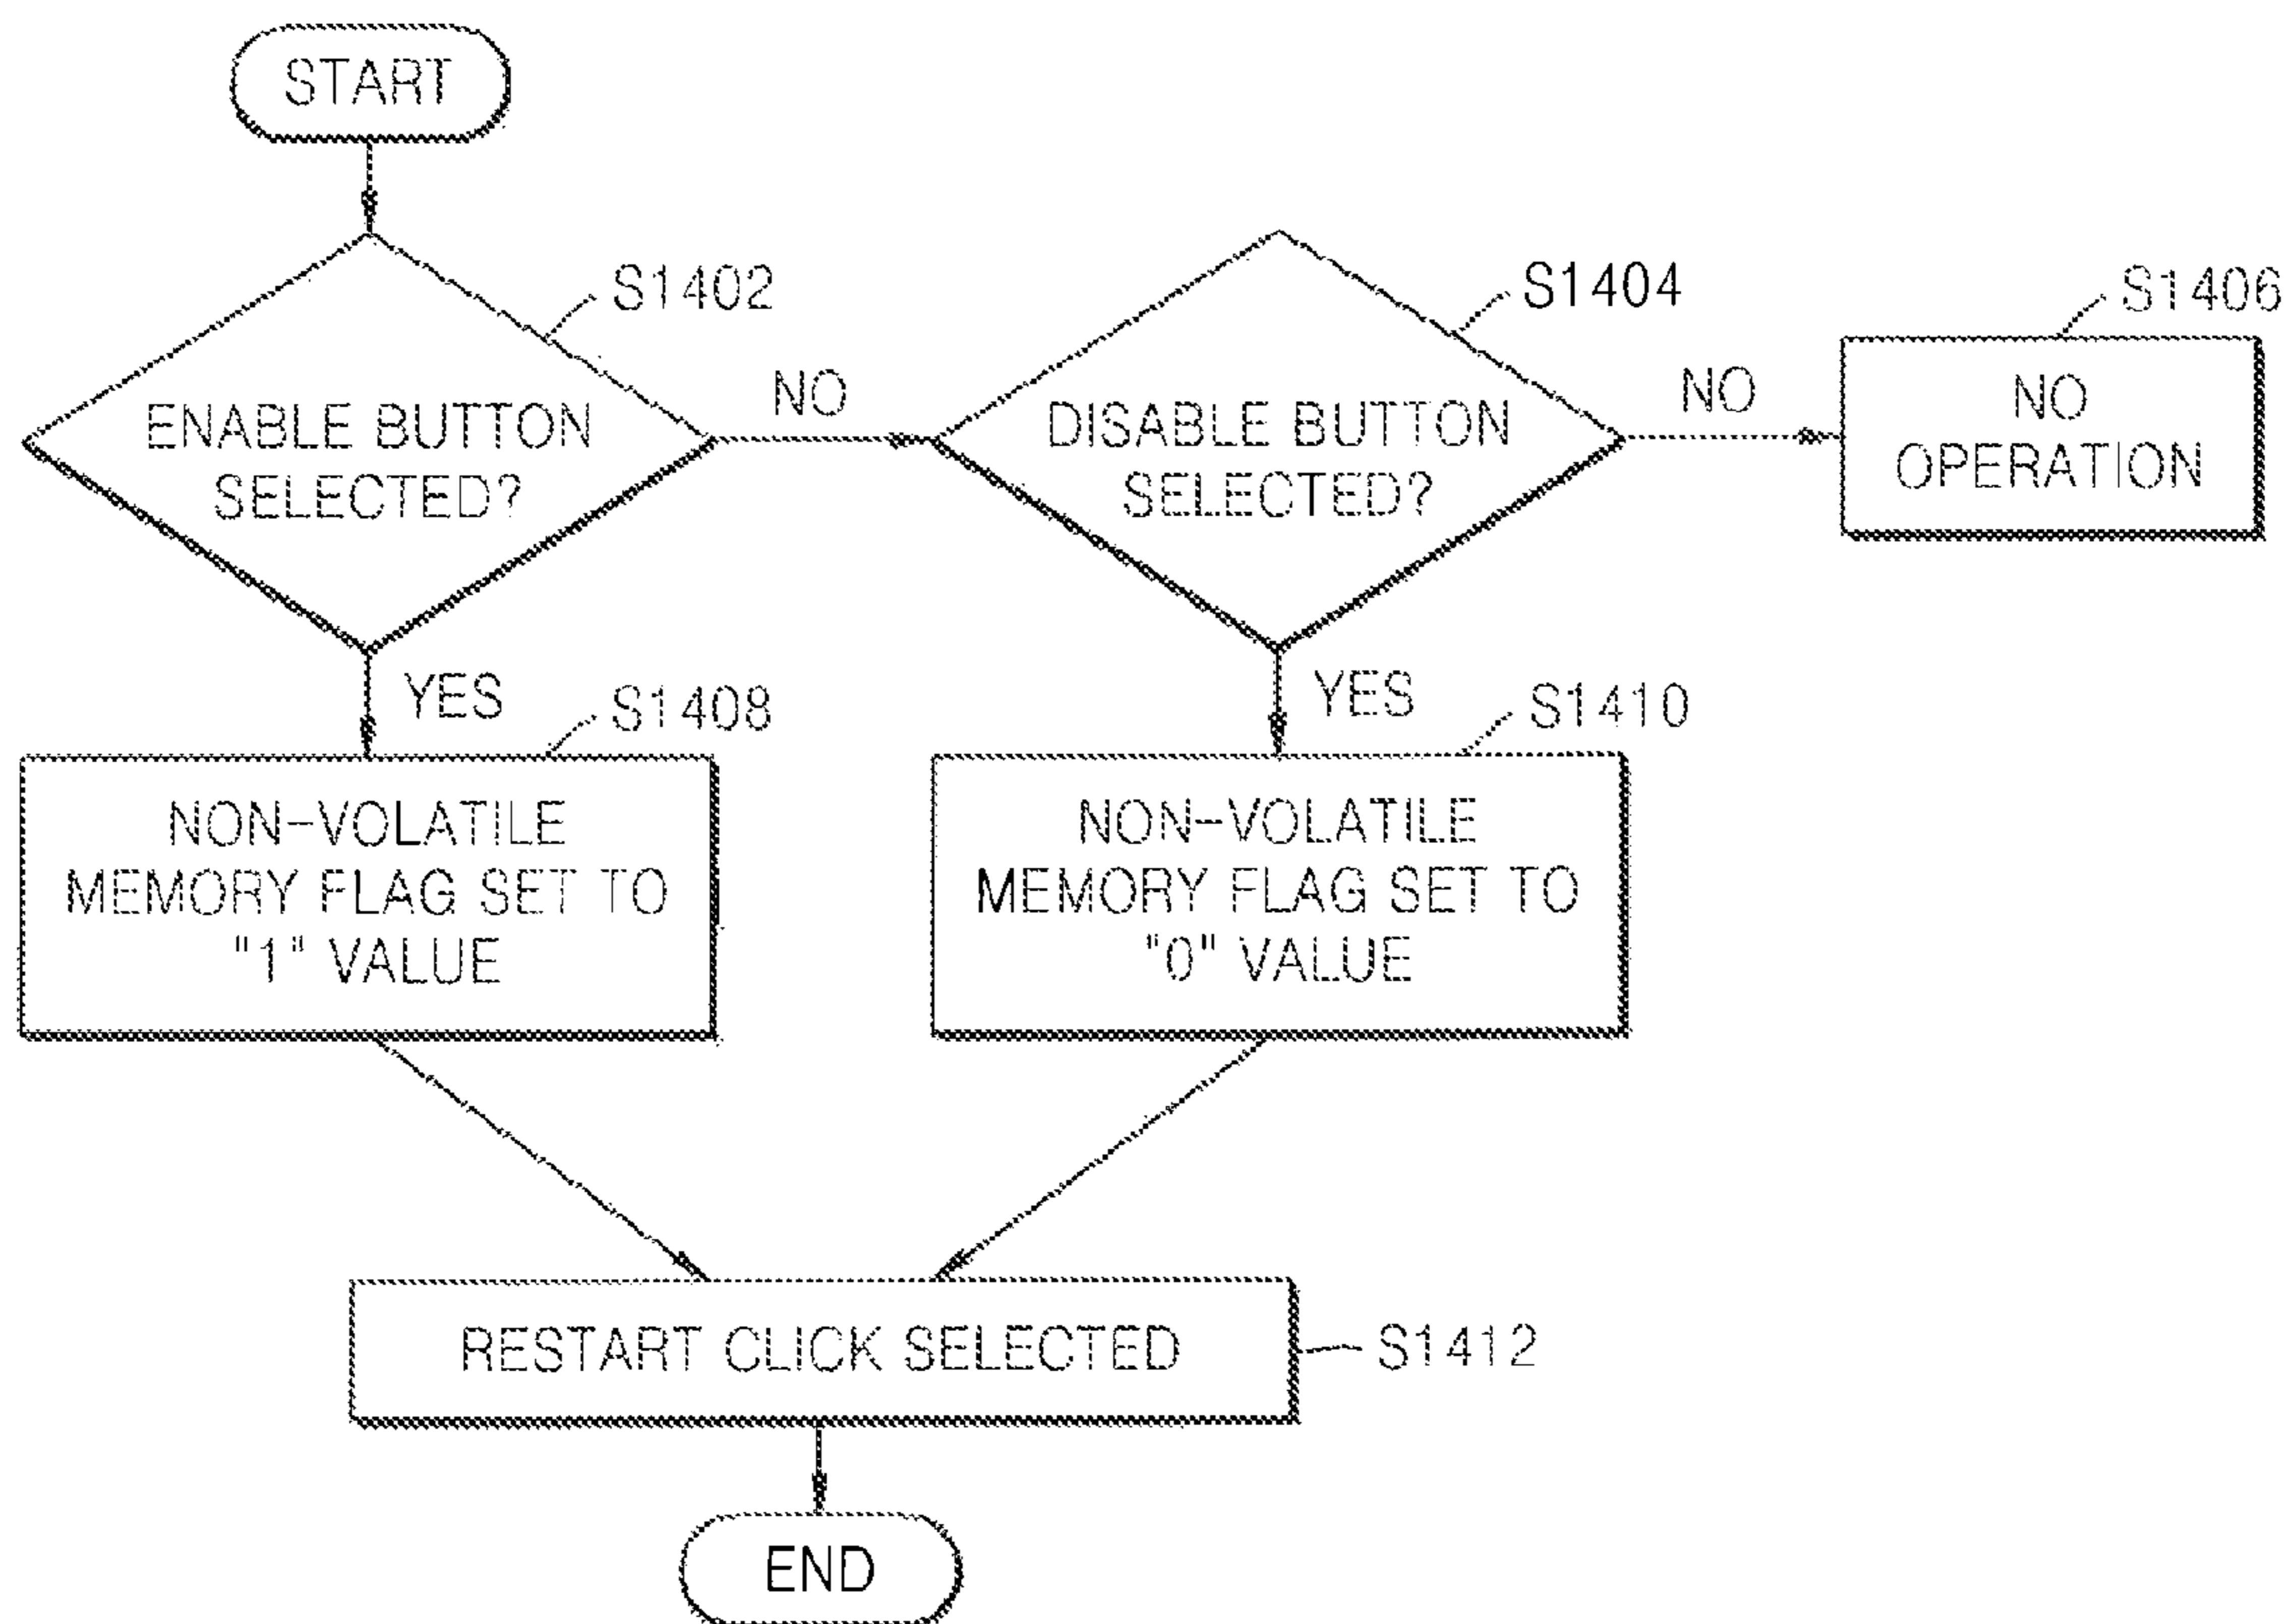 START
S1402
S1404
S1406
ENABLE BUTTON
SELECTED?
NO
DISABLE BUTTON
SELECTED?
NO
NO
OPERATION
YES
S1408
YES
S1410
NON-VOLATILE
MEMORY FLAG SET TO
"1" VALUE
NON-VOLATILE
MEMORY FLAG SET TO
"0" VALUE
RESTART CLICK SELECTED
S1412
END